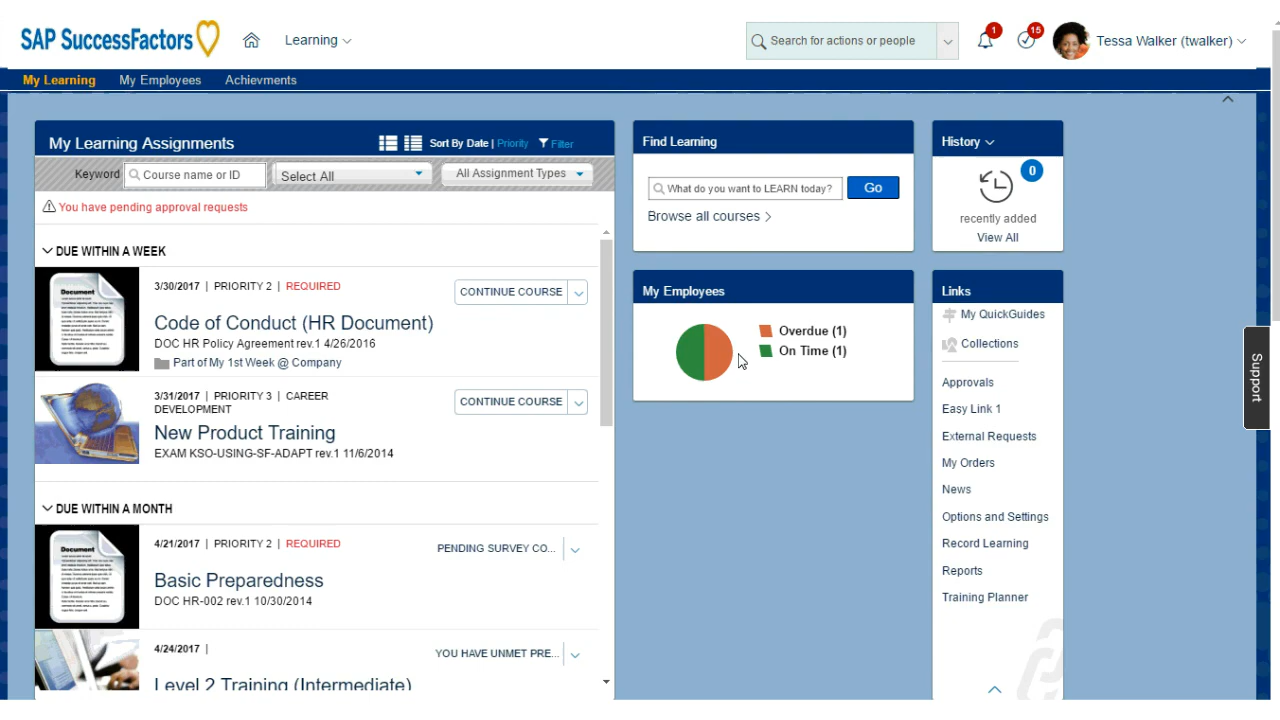 SAP SuccessFactors
Learning
Search for actions or people
1
15
Tessa Walker (twalker)
My Learning
My Employees
Achievments
My Learning Assignments
Sort By Date | Priority
Filter
Keyword
Course name or ID
Select All
All Assignment Types
You have pending approval requests
DUE WITHIN A WEEK
Document
3/30/2017 | PRIORITY 2 | REQUIRED
CONTINUE COURSE
Code of Conduct (HR Document)
DOC HR Policy Agreement rev.1 4/26/2016
Part of My 1st Week @ Company
3/31/2017 | PRIORITY 3 | CAREER
DEVELOPMENT
CONTINUE COURSE
New Product Training
EXAM KSO-USING-SF-ADAPT rev.1 11/6/2014
DUE WITHIN A MONTH
Document
4/21/2017 | PRIORITY 2 | REQUIRED
PENDING SURVEY CO...
Basic Preparedness
DOC HR-002 rev.1 10/30/2014
4/24/2017 |
YOU HAVE UNMET PRE...
Level 2 Training (Intermediate)
Find Learning
What do you want to LEARN today?
Go
Browse all courses
My Employees
Overdue (1)
On Time (1)
History
0
recently added
View All
Links
My QuickGuides
Collections
Approvals
Easy Link 1
External Requests
My Orders
News
Options and Settings
Record Learning
Reports
Training Planner
Support